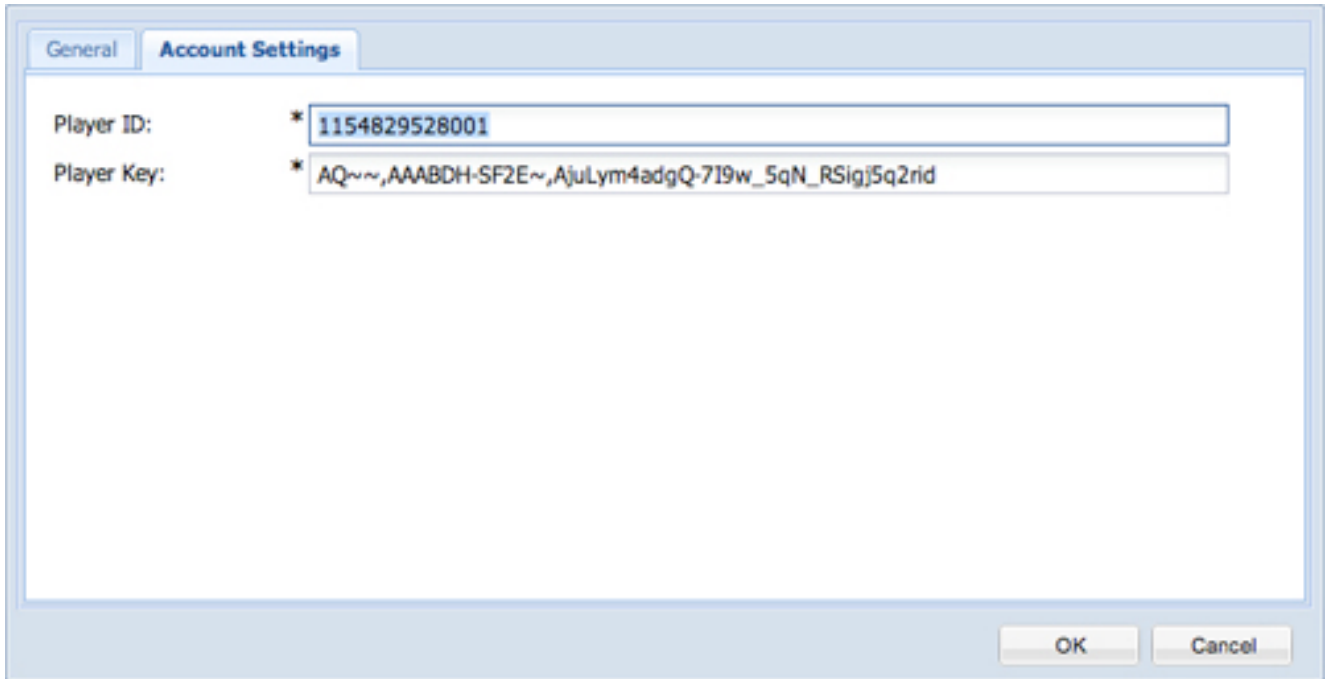 General Account Settings
Player ID: * 1154829528001
Player Key: * AQ~~,AAABDH-SF2E~,AjuLym4adgQ-7I9w_5qN_RSigj5q2rid
OK Cancel